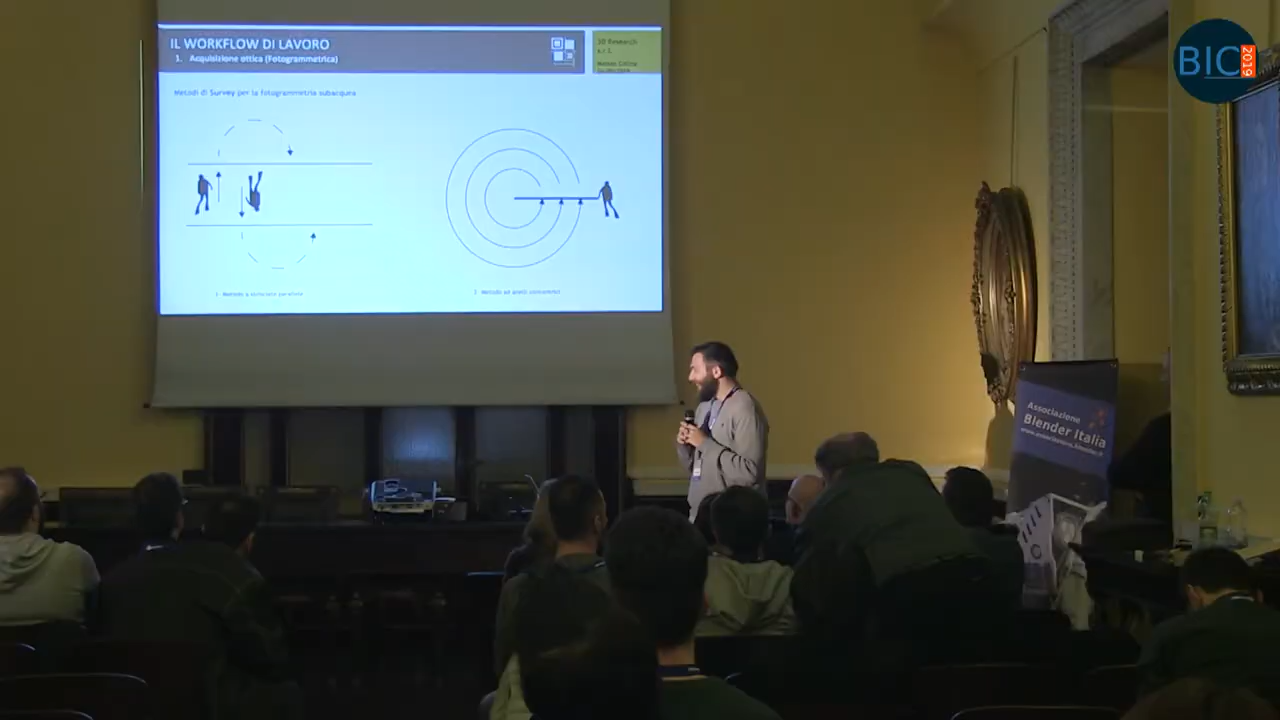 IL WORKFLOW DI LAVORO
1. Acquisizione ottica (Fotogrammetrica)
3D Research
s.r.l.
Metodi di Survey per la fotogrammetria subacquea
BIC
2019
Associazione
Blender Italia